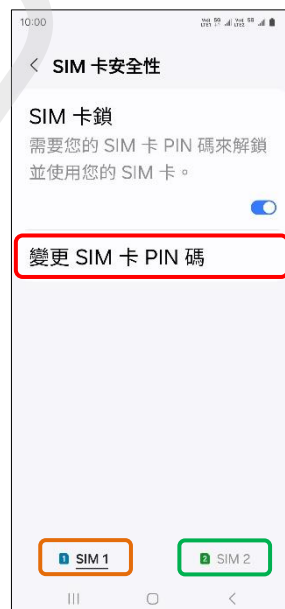 10:00
SIM 卡安全性
SIM 卡鎖
需要您的 SIM 卡 PIN 碼來解鎖
並使用您的 SIM 卡。
變更 SIM 卡 PIN 碼
1 SIM 1
2 SIM 2